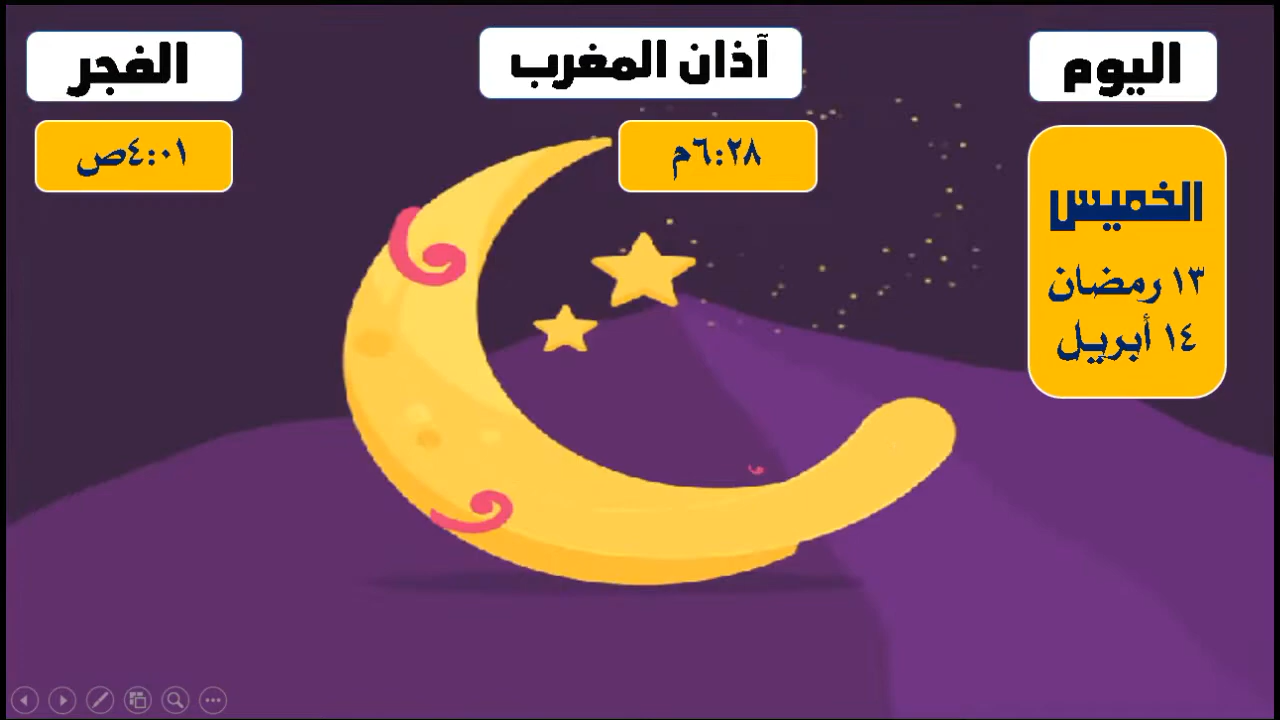 اليوم
الخميس
١٣ رمضان
١٤ أبريل
آذان المغرب
٦:٢٨م
الفجر
٤:٠١ص